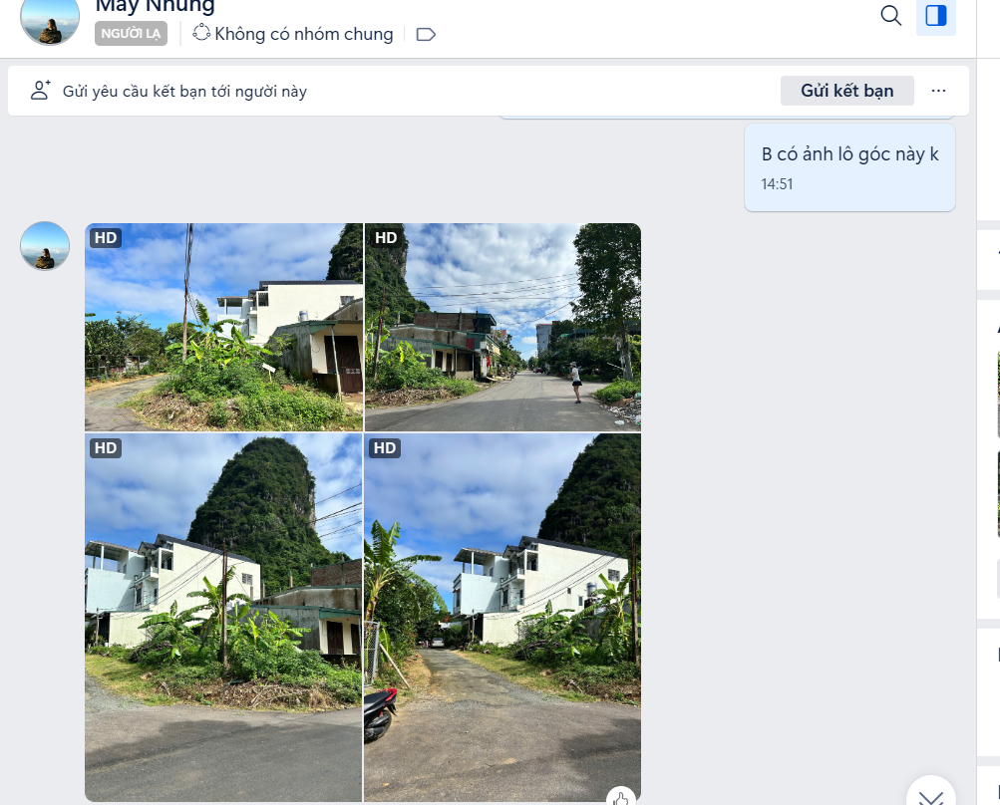 Mây Nhung
NGƯỜI LẠ
Không có nhóm chung
Gửi yêu cầu kết bạn tới người này
Gửi kết bạn
B có ảnh lô góc này k
14:51
HD
HD
HD
HD